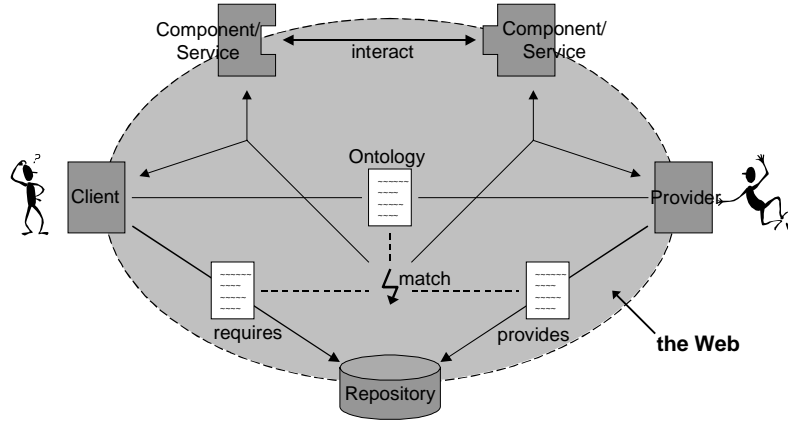 Component/
Service
Component/
Service
interact
?
Ontology
Client
Provider
match
requires
provides
the Web
Repository